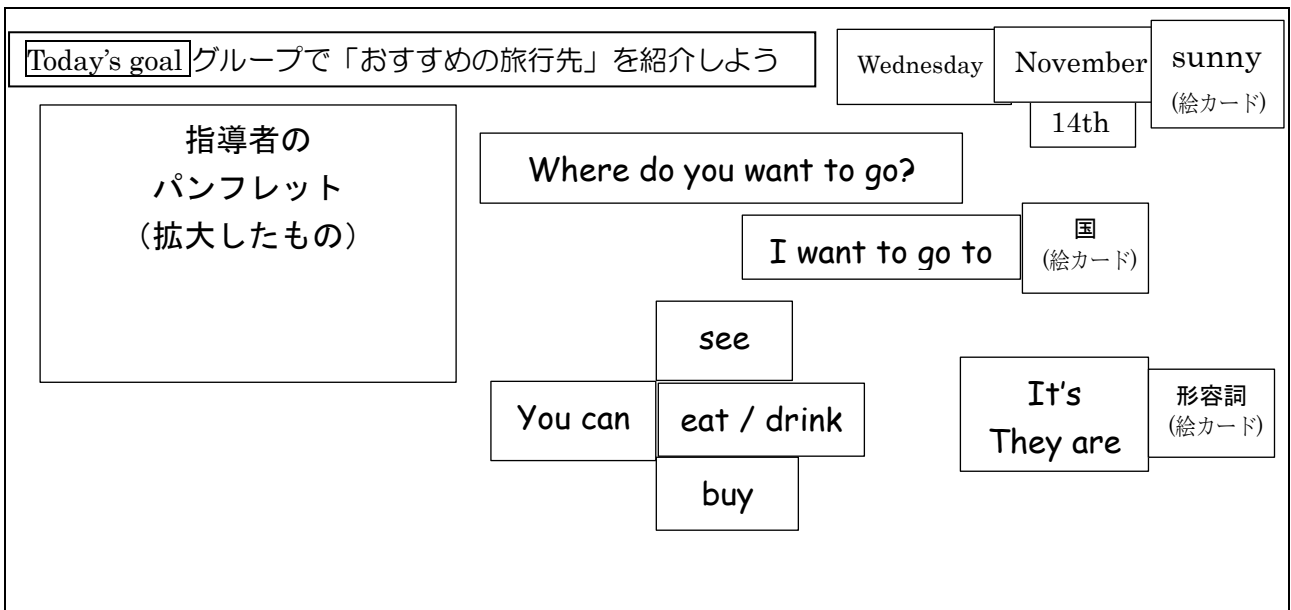 Today's goal グループで「おすすめの旅行先」を紹介しよう
Wednesday
November
14th
sunny
(絵カード)
指導者の
パンフレット
（拡大したもの）
Where do you want to go?
I want to go to
国
(絵カード)
see
You can
eat / drink
buy
It's
They are
形容詞
(絵カード)